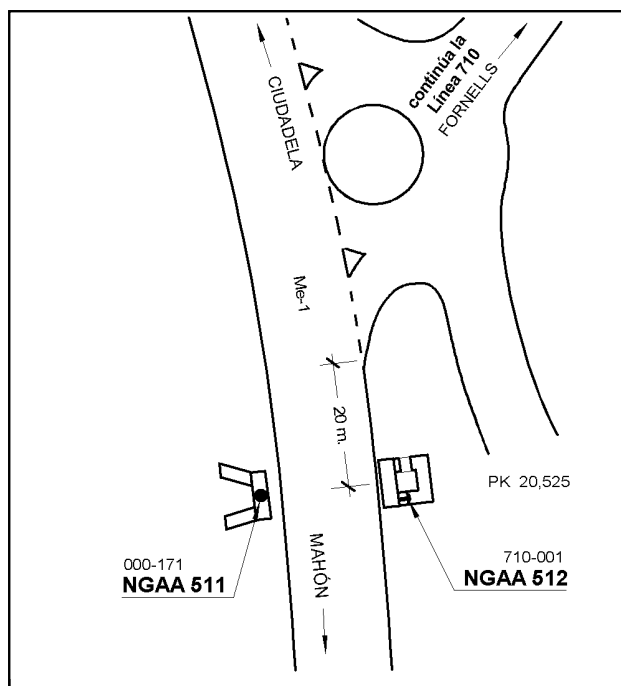 CIUDADELA
continúa la
Línea 710
FORNELLS
Me-1
20 m.
PK 20,525
000-171
NGAA 511
MAHÓN
710-001
NGAA 512